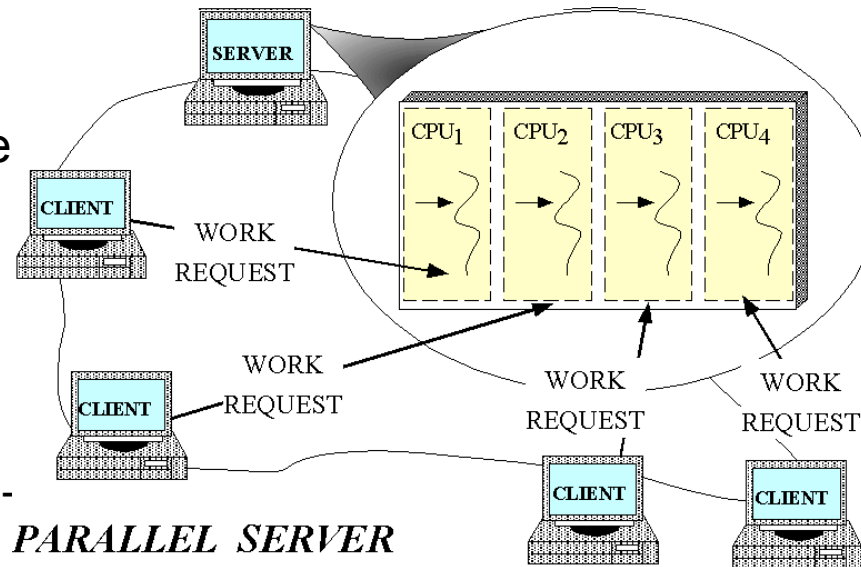 SERVER
e
CPU1 CPU2 CPU3 CPU4
CLIENT
WORK
REQUEST
WORK
REQUEST
CLIENT
WORK
REQUEST
WORK
REQUEST
CLIENT
CLIENT
-
PARALLEL SERVER